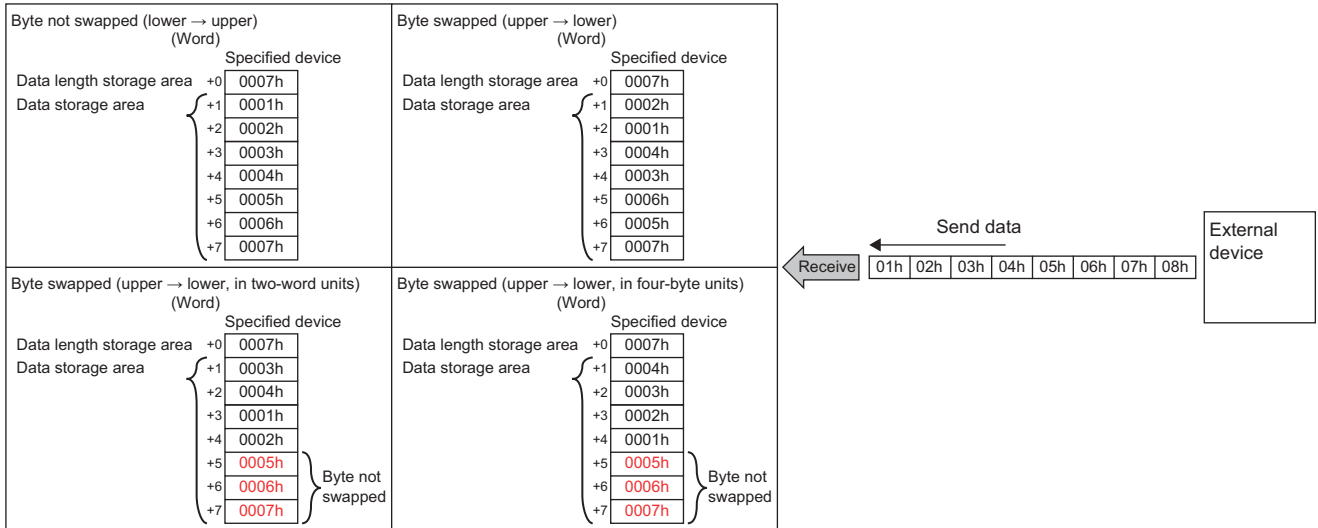 Byte not swapped (lower → upper)
(Word)
Specified device
Data length storage area +0 0007h
Data storage area +1 0001h
+2 0002h
+3 0003h
+4 0004h
+5 0005h
+6 0006h
+7 0007h
Byte swapped (upper → lower)
(Word)
Specified device
Data length storage area +0 0007h
Data storage area +1 0002h
+2 0001h
+3 0004h
+4 0003h
+5 0006h
+6 0005h
+7 0007h
Byte swapped (upper → lower, in two-word units)
(Word)
Specified device
Data length storage area +0 0007h
Data storage area +1 0003h
+2 0004h
+3 0001h
+4 0002h
+5 0005h
+6 0006h
+7 0007h
Byte not
swapped
Byte swapped (upper → lower, in four-byte units)
(Word)
Specified device
Data length storage area +0 0007h
Data storage area +1 0004h
+2 0003h
+3 0002h
+4 0001h
+5 0005h
+6 0006h
+7 0007h
Byte not
swapped
Send data
Receive 01h 02h 03h 04h 05h 06h 07h 08h
External
device